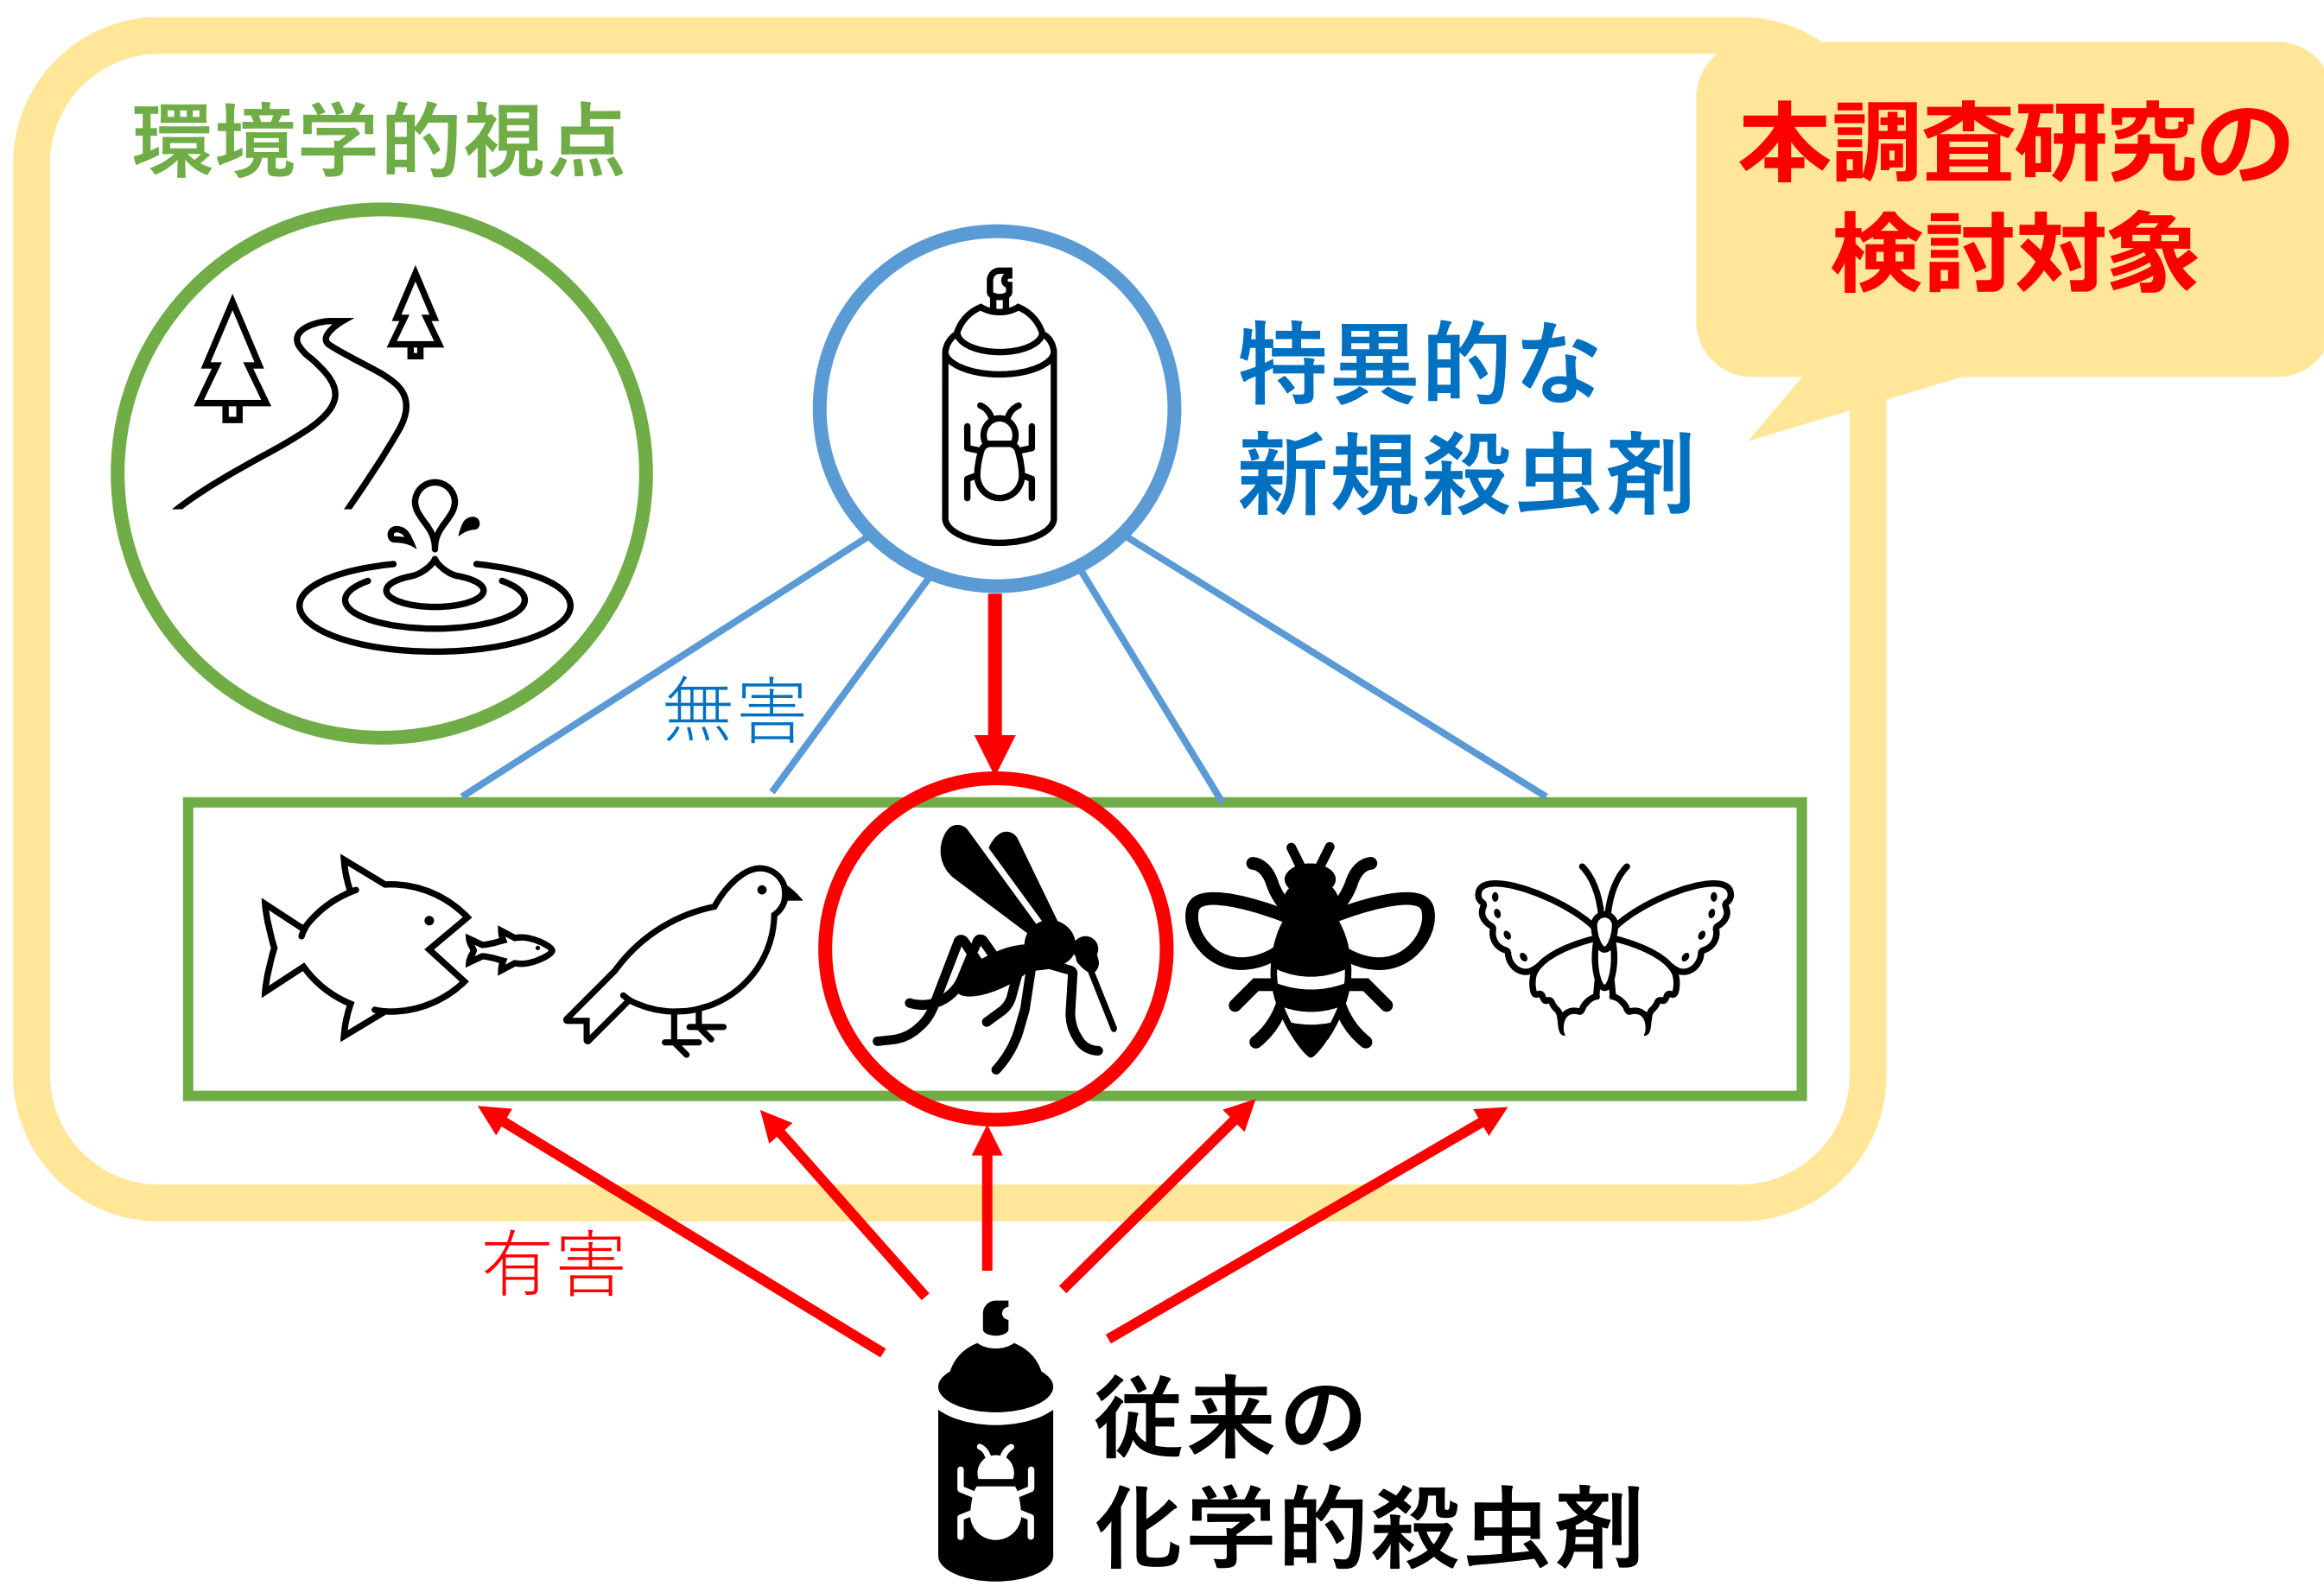 環境学的視点
本調査研究の
検討対象
特異的な
新規殺虫剤
無害
有害
従来の
化学的殺虫剤